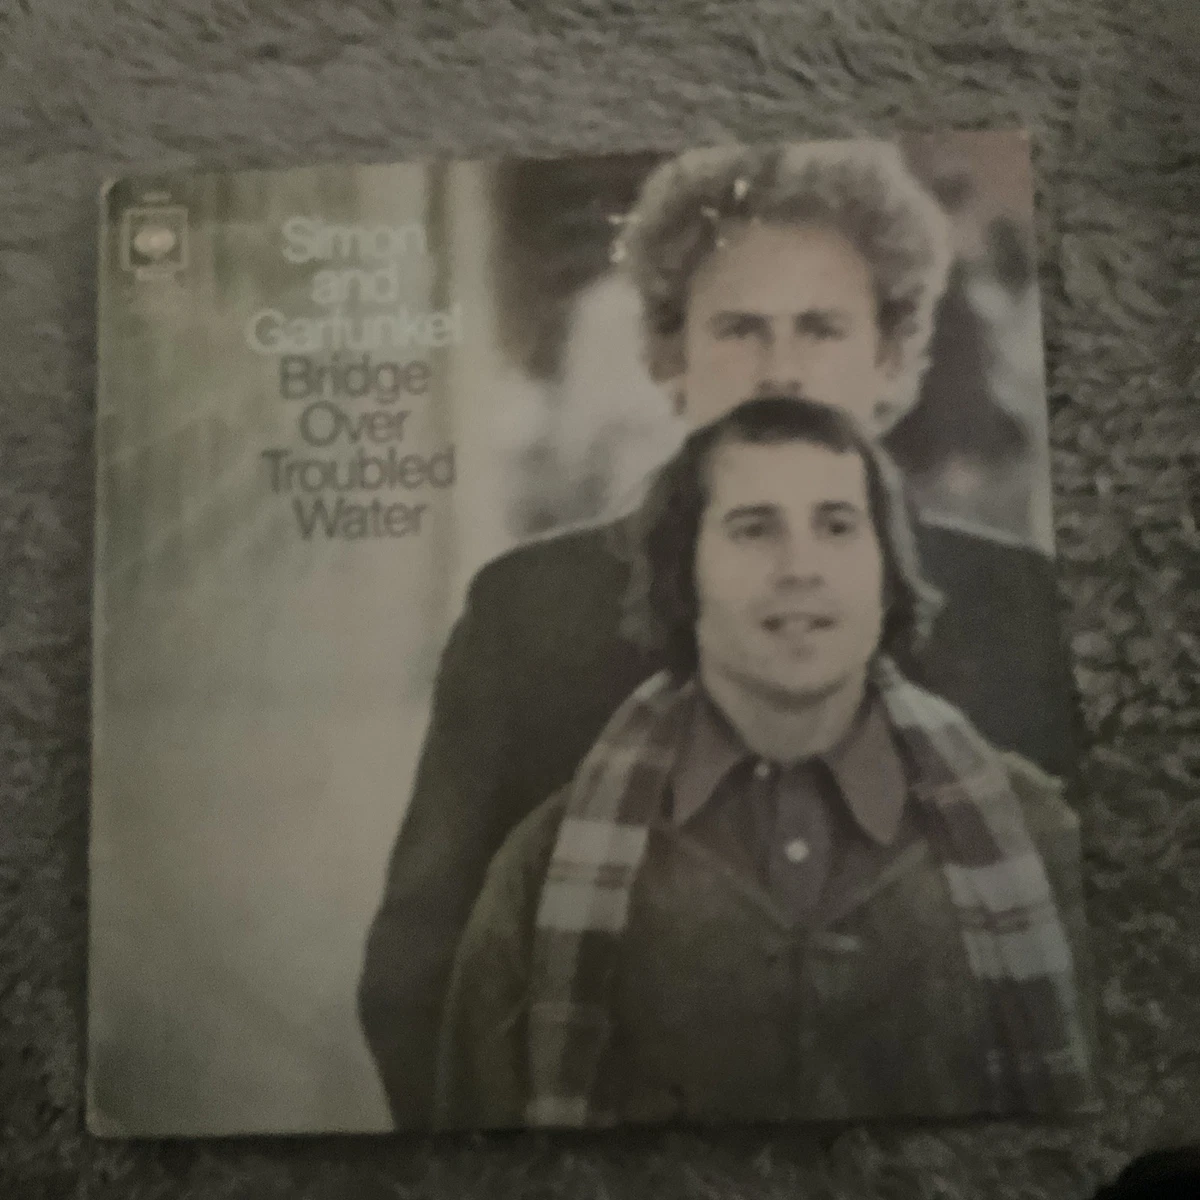 Simon
and
Garfunkel
Bridge
Over
Troubled
Water